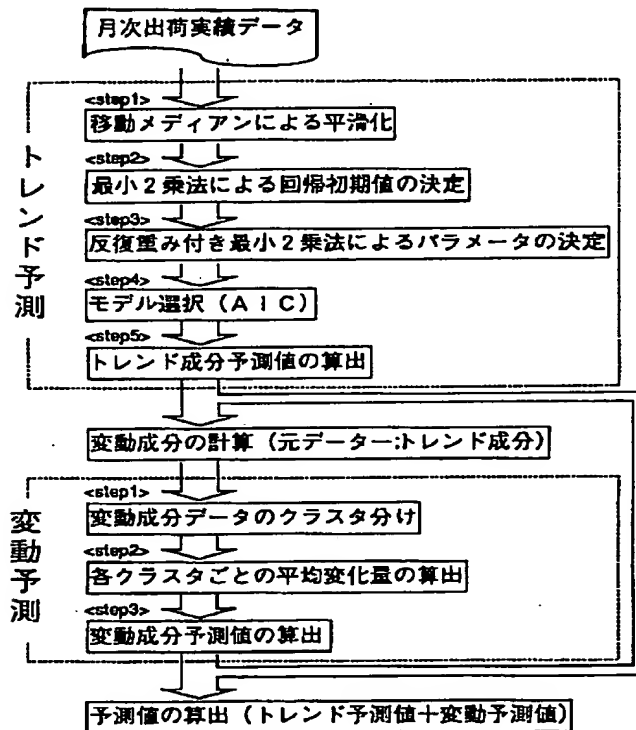 月次出荷実績データ
トレンド予測
<step1>
移動メディアンによる平滑化
<step2>
最小2乗法による回帰初期値の決定
<step3>
反復重み付き最小2乗法によるパラメータの決定
<step4>
モデル選択（AIC）
<step5>
トレンド成分予測値の算出
変動成分の計算（元データー:トレンド成分）
変動予測
<step1>
変動成分データのクラスタ分け
<step2>
各クラスタごとの平均変化量の算出
<step3>
変動成分予測値の算出
予測値の算出（トレンド予測値＋変動予測値）